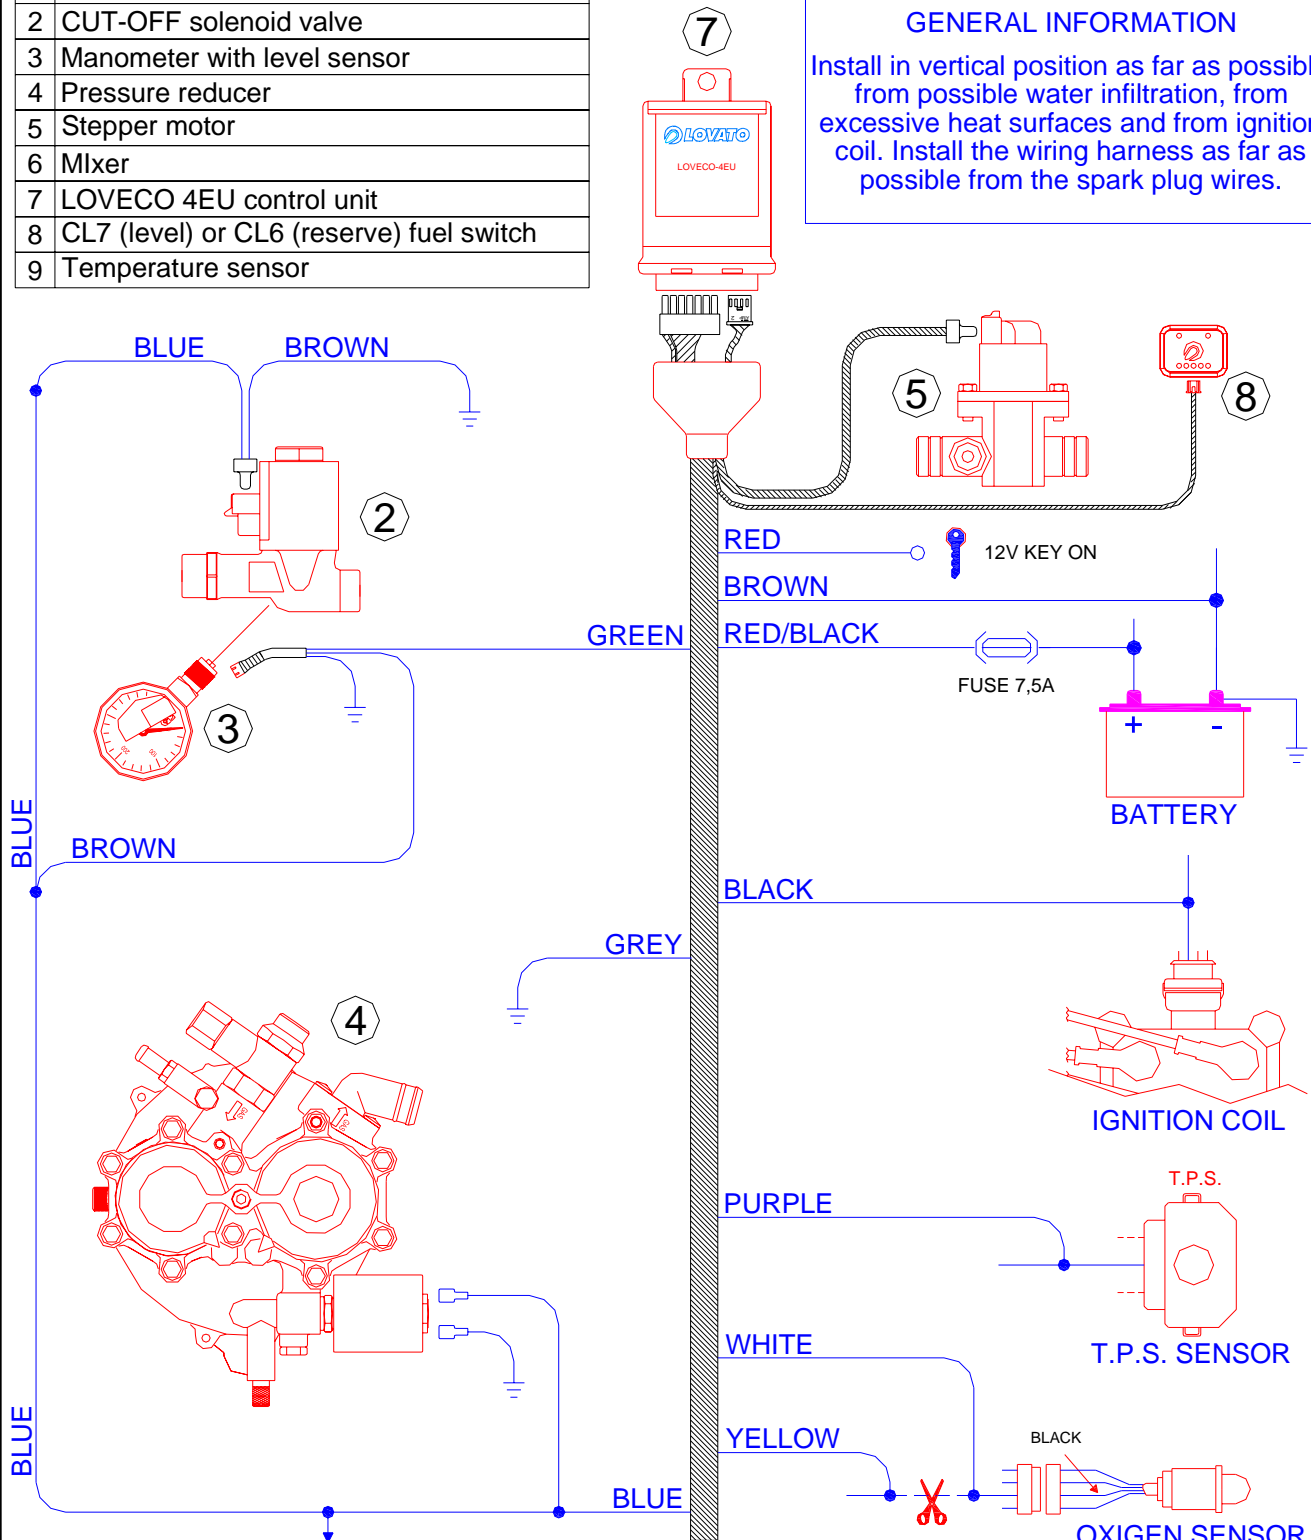 2 CUT-OFF solenoid valve
3 Manometer with level sensor
4 Pressure reducer
5 Stepper motor
6 MIxer
7 LOVECO 4EU control unit
8 CL7 (level) or CL6 (reserve) fuel switch
9 Temperature sensor
7
LOVATO
LOVECO-4EU
GENERAL INFORMATION
Install in vertical position as far as possibl
from possible water infiltration, from
excessive heat surfaces and from ignition
coil. Install the wiring harness as far as
possible from the spark plug wires.
BLUE
BROWN
5
8
2
RED
12V KEY ON
BROWN
GREEN
RED/BLACK
FUSE 7,5A
3
+
-
BATTERY
BLUE
BROWN
BLACK
GREY
4
IGNITION COIL
T.P.S.
PURPLE
WHITE
T.P.S. SENSOR
BLUE
YELLOW
BLACK
BLUE
OXIGEN SENSOR